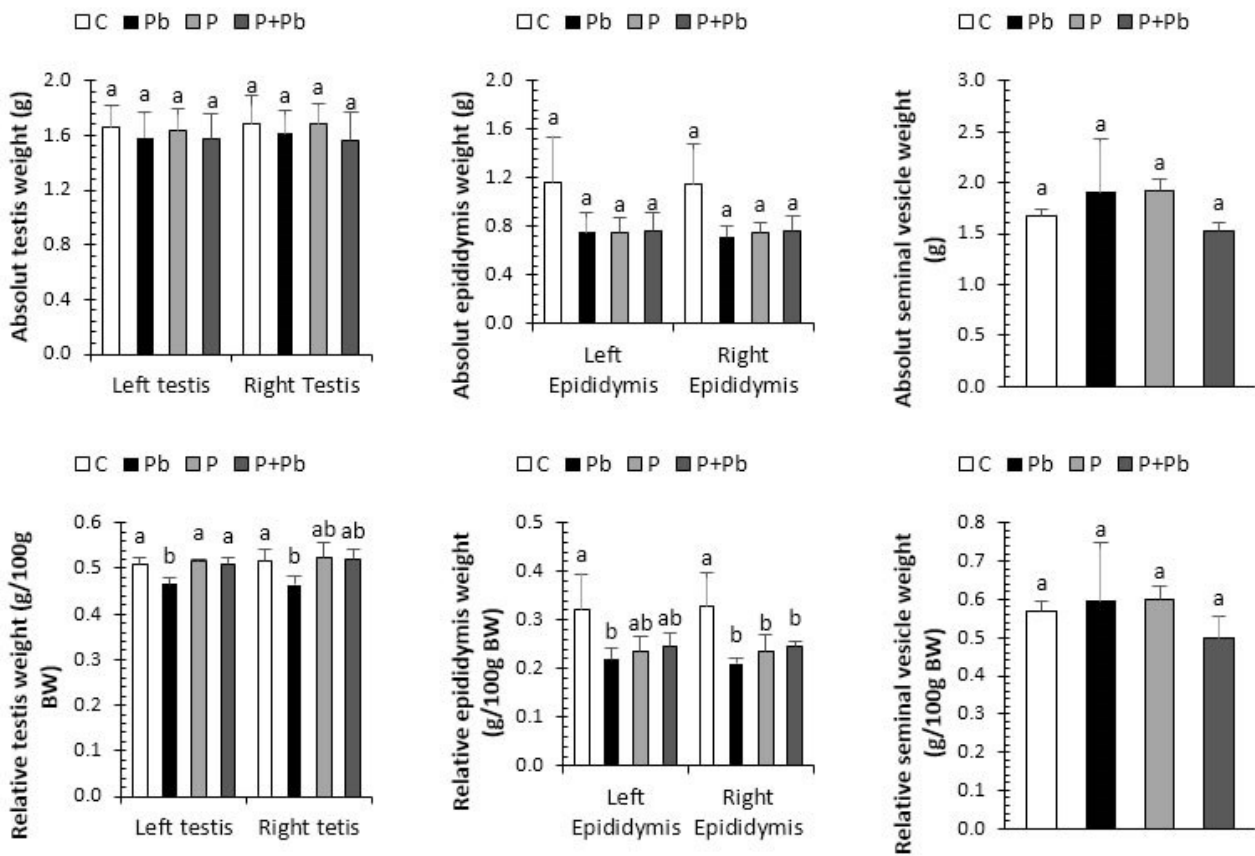 C Pb P P+Pb
Absolut testis weight (g)
2.0
1.6
1.2
0.8
0.4
0.0
a a a a a a a a
Left testis Right Testis
C Pb P P+Pb
Absolut epididymis weight (g)
2.0
1.6
1.2
0.8
0.4
0.0
a a a a a a a a
Left Right
Epididymis Epididymis
C Pb P P+Pb
Absolut seminal vesicle weight
(g)
3.0
2.5
2.0
1.5
1.0
0.5
0.0
a a a a
C Pb P P+Pb
Relative testis weight (g/100g
BW)
0.6
0.5
0.4
0.3
0.2
0.1
0.0
a b a a a b ab ab
Left testis Right tetis
C Pb P P+Pb
Relative epididymis weight
(g/100g BW)
0.5
0.4
0.3
0.2
0.1
0.0
a b ab ab a b b b
Left Right
Epididymis Epididymis
C Pb P P+Pb
Relative seminal vesicle weight
(g/100g BW)
0.8
0.7
0.6
0.5
0.4
0.3
0.2
0.1
0.0
a a a a